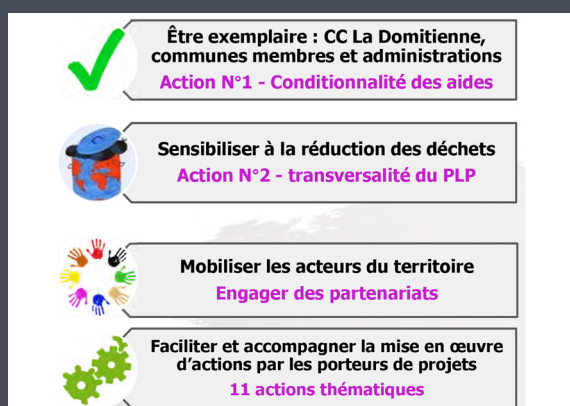 Être exemplaire : CC La Domitienne,
communes membres et administrations
Action N°1 - Conditionnalité des aides
Sensibiliser à la réduction des déchets
Action N°2 - transversalité du PLP
Mobiliser les acteurs du territoire
Engager des partenariats
Faciliter et accompagner la mise en œuvre
d'actions par les porteurs de projets
11 actions thématiques